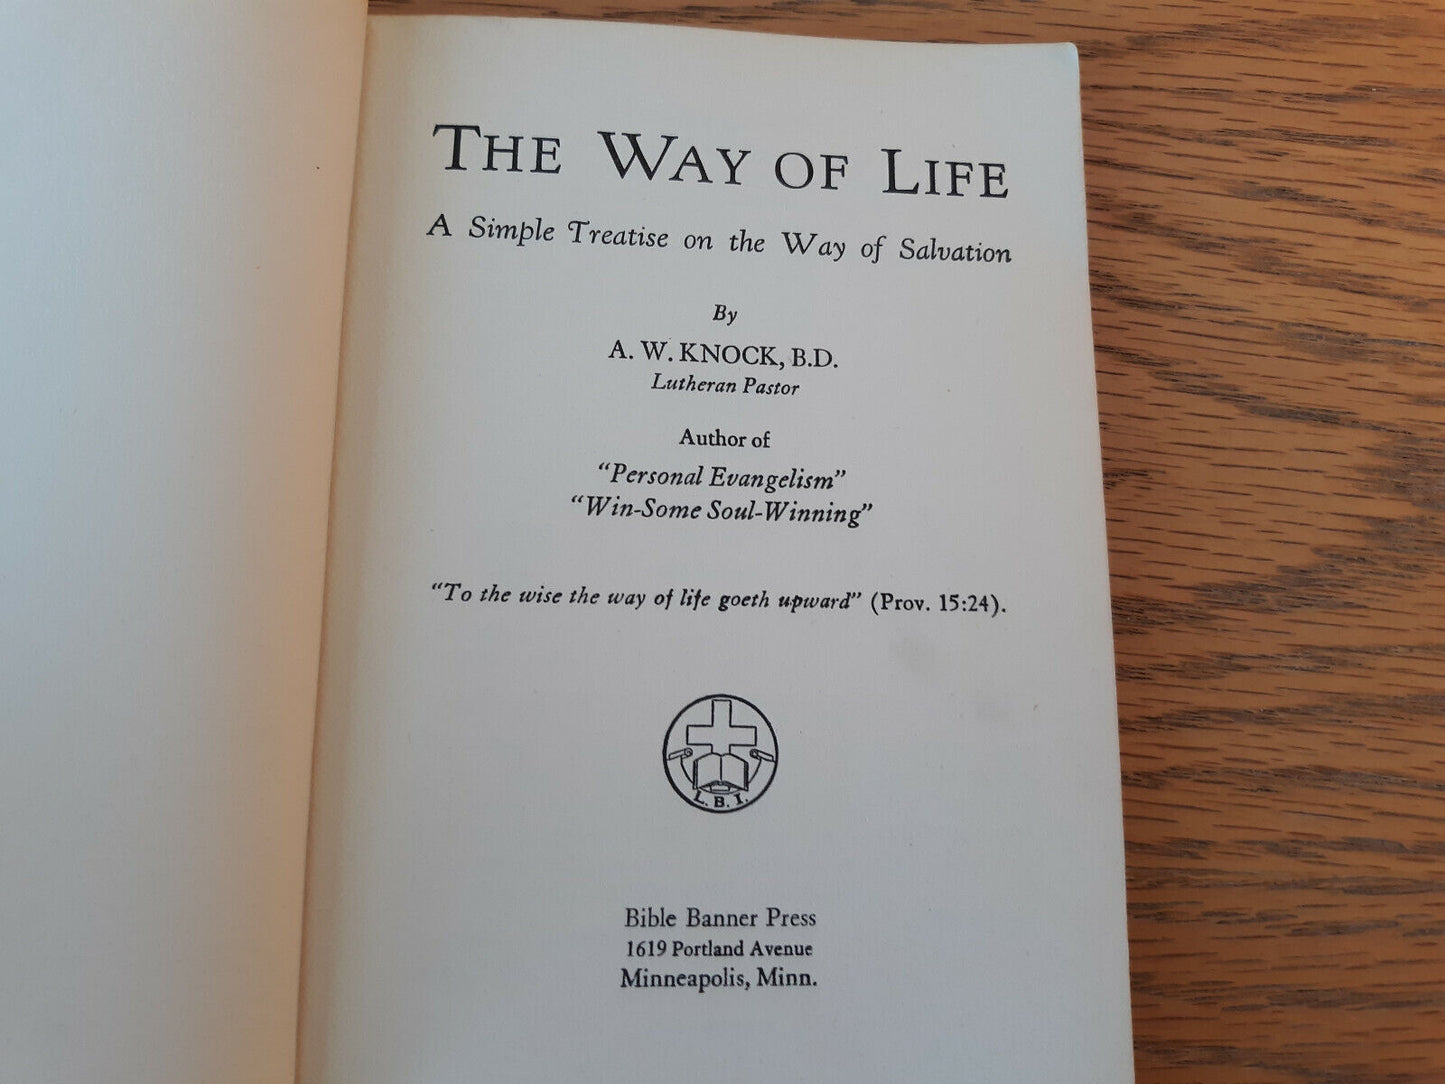 THE WAY OF LIFE
A Simple Treatise on the Way of Salvation
By
A. W. KNOCK, B.D.
Lutheran Pastor
Author of
"Personal Evangelism"
"Win-Some Soul-Winning"
"To the wise the way of life goeth upward" (Prov. 15:24).
L. B. I.
Bible Banner Press
1619 Portland Avenue
Minneapolis, Minn.